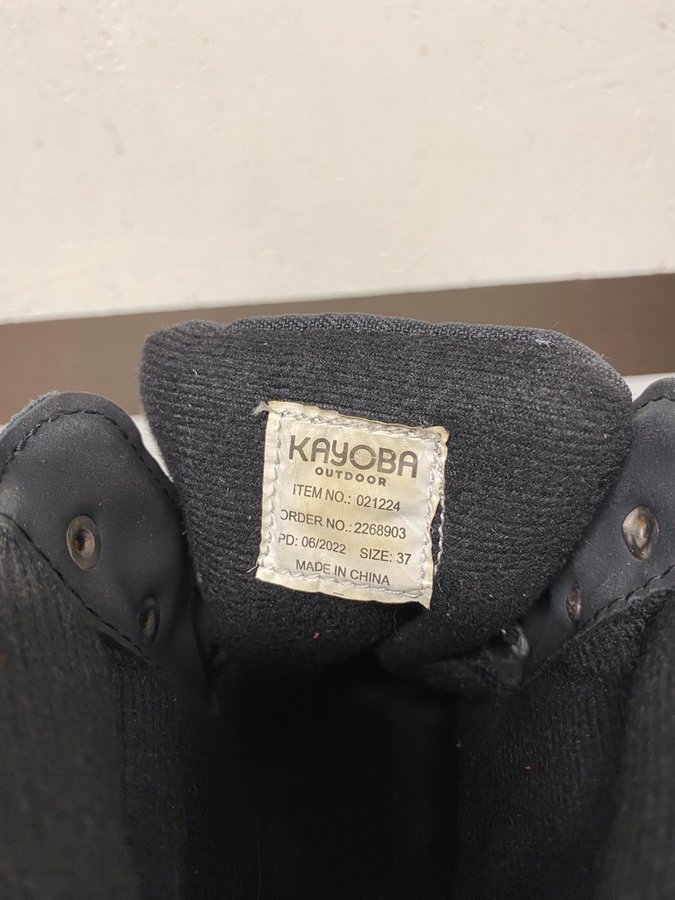 KAYOBA
OUTDOOR
ITEM NO.: 021224
ORDER NO.: 2268903
PD: 06/2022 SIZE: 37
MADE IN CHINA